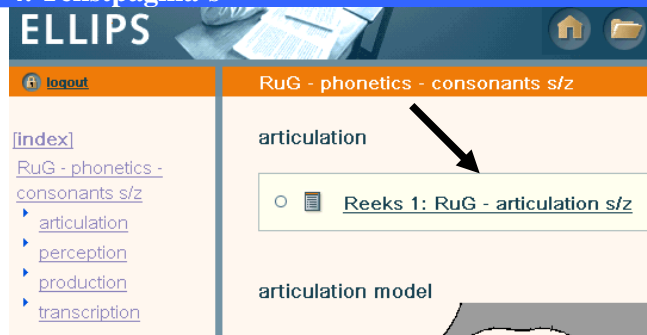 ELLIPS
logout
RuG - phonetics - consonants s/z
[index]
RuG - phonetics -
consonants s/z
articulation
perception
production
transcription
articulation
Reeks 1: RuG - articulation s/z
articulation model